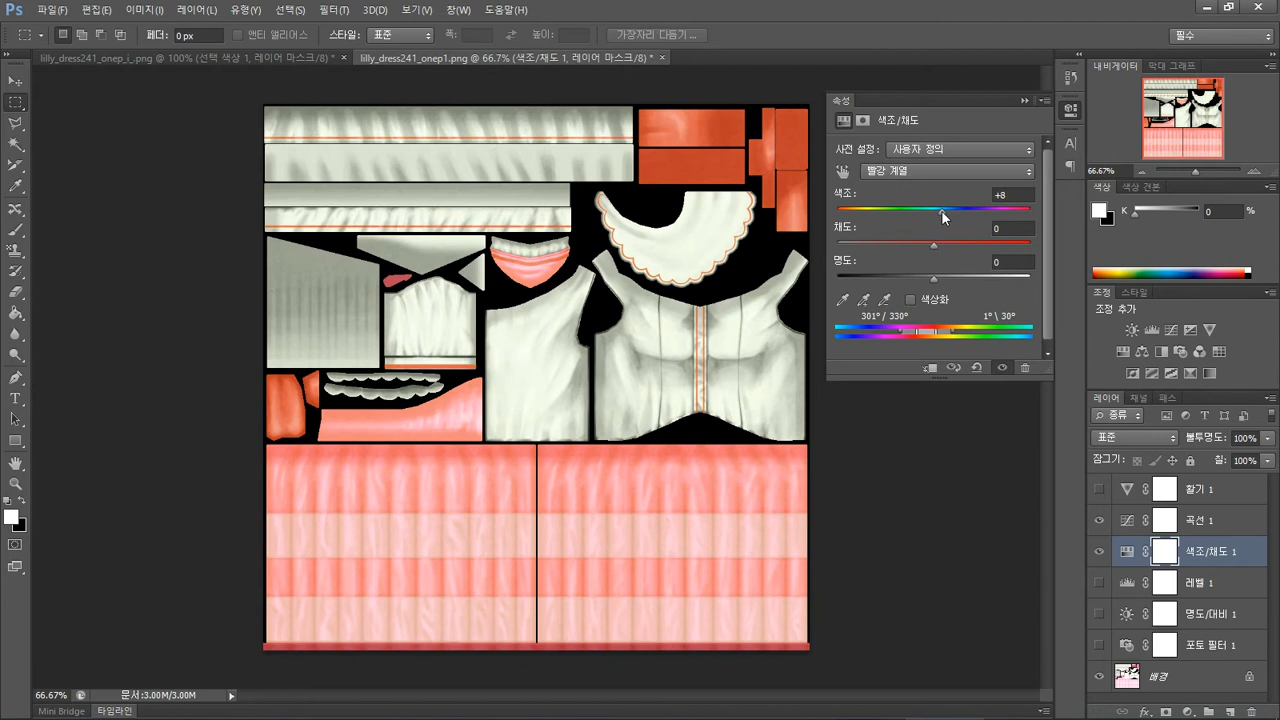 Ps 파일(F) 편집(E) 이미지(I) 레이어(L) 유형(Y) 선택(S) 필터(T) 3D(D) 보기(V) 창(W) 도움말(H)
페더: 0 px 앤티 앨리어스 스타일: 표준 폭: 높이: 가장자리 다듬기... 필수
lilly_dress241_onep_i_.png @ 100% (선택 색상 1, 레이어 마스크/8) * × lilly_dress241_onep1.png @ 66.7% (색조/채도 1, 레이어 마스크/8) * ×
속성
색조/채도
사전 설정: 사용자 정의
빨강 계열
색조: +8
채도: 0
명도: 0
색상화
301° / 330° 1° \ 30°
내비게이터 막대 그래프
66.67%
색상 색상 견본
K 0 %
조정 스타일
조정 추가
레이어 채널 패스
종류
표준 불투명도: 100%
잠그기: 칠: 100%
활기 1
곡선 1
색조/채도 1
레벨 1
명도/대비 1
포토 필터 1
배경
66.67% 문서:3.00M/3.00M
Mini Bridge 타임라인